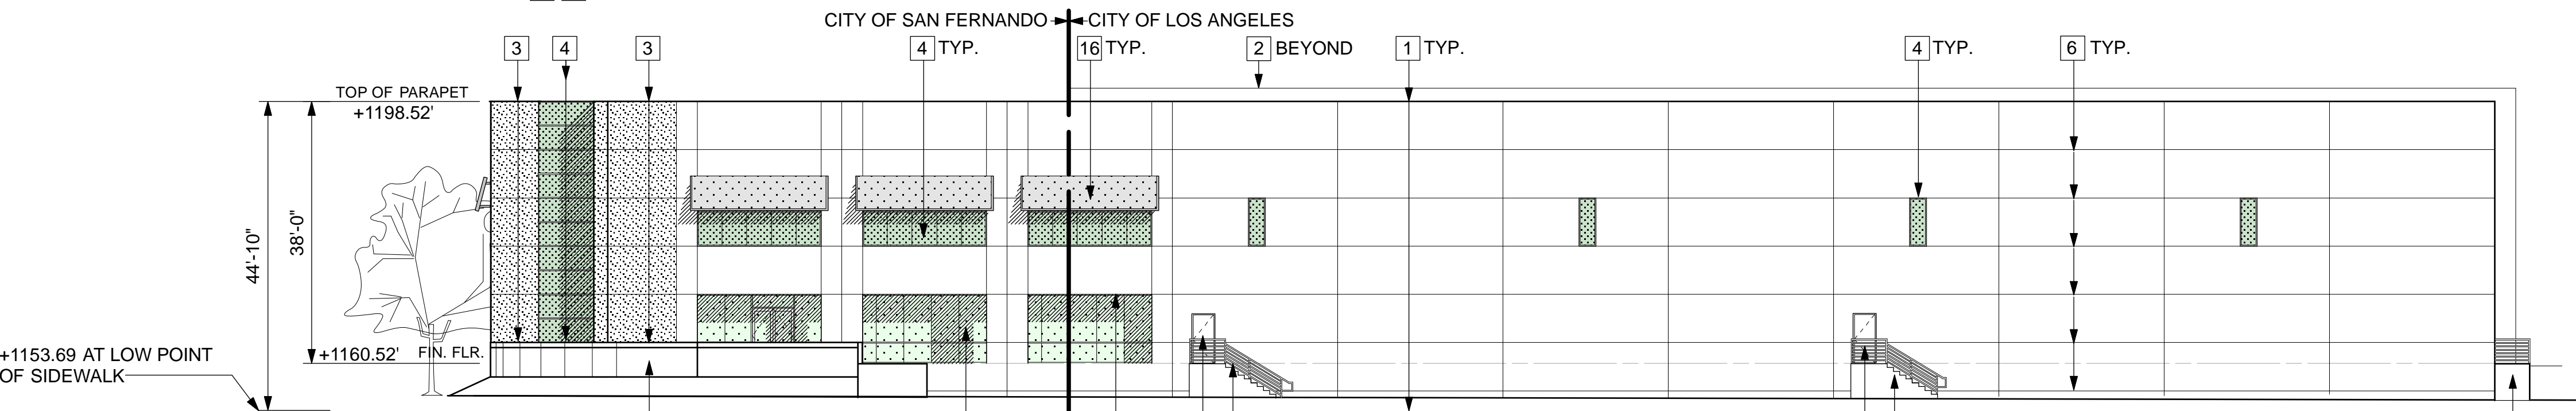 CITY OF SAN FERNANDO CITY OF LOS ANGELES
3 4 3 4 TYP. 16 TYP. 2 BEYOND 1 TYP. 4 TYP. 6 TYP.
TOP OF PARAPET
+1198.52'
44'-10"
38'-0"
+1160.52' FIN. FLR.
+1153.69 AT LOW POINT
OF SIDEWALK